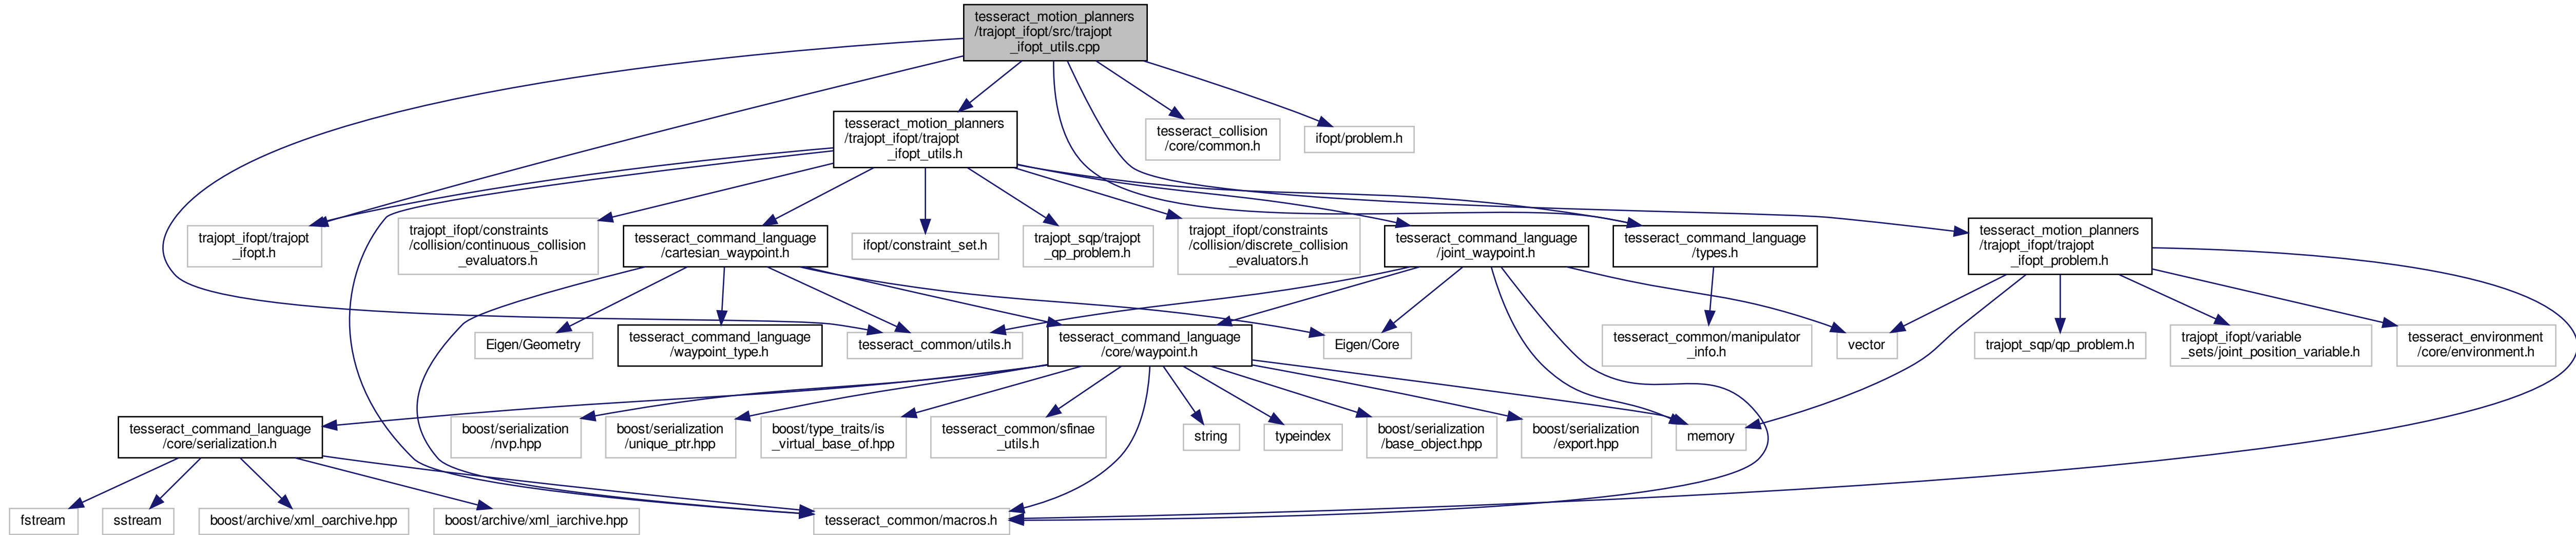 tesseract_motion_planners
/trajopt_ifopt/src/trajopt
_ifopt_utils.cpp
tesseract_motion_planners
/trajopt_ifopt/trajopt
_ifopt_utils.h
tesseract_collision
/core/common.h
ifopt/problem.h
trajopt_ifopt/trajopt
_ifopt.h
trajopt_ifopt/constraints
/collision/continuous_collision
_evaluators.h
tesseract_command_language
/cartesian_waypoint.h
ifopt/constraint_set.h
trajopt_sqp/trajopt
_qp_problem.h
trajopt_ifopt/constraints
/collision/discrete_collision
_evaluators.h
tesseract_command_language
/joint_waypoint.h
tesseract_command_language
/types.h
tesseract_motion_planners
/trajopt_ifopt/trajopt
_ifopt_problem.h
Eigen/Geometry
tesseract_command_language
/waypoint_type.h
tesseract_common/utils.h
tesseract_command_language
/core/waypoint.h
Eigen/Core
tesseract_common/manipulator
_info.h
vector
trajopt_sqp/qp_problem.h
trajopt_ifopt/variable
_sets/joint_position_variable.h
tesseract_environment
/core/environment.h
tesseract_command_language
/core/serialization.h
boost/serialization
/nvp.hpp
boost/serialization
/unique_ptr.hpp
boost/type_traits/is
_virtual_base_of.hpp
tesseract_common/sfinae
_utils.h
string
typeindex
boost/serialization
/base_object.hpp
boost/serialization
/export.hpp
memory
fstream
sstream
boost/archive/xml_oarchive.hpp
boost/archive/xml_iarchive.hpp
tesseract_common/macros.h